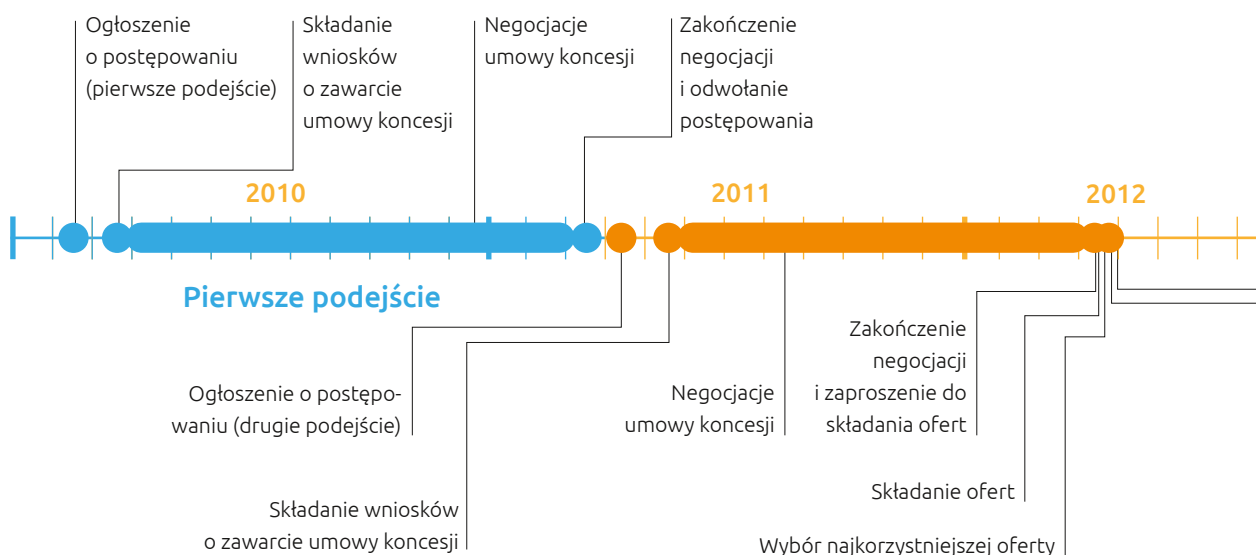 Ogłoszenie
o postępowaniu
(pierwsze podejście)
Składanie
wniosków
o zawarcie
umowy koncesji
Negocjacje
umowy koncesji
Zakończenie
negocjacji
i odwołanie
postępowania
2010
2011
2012
Pierwsze podejście
Ogłoszenie o postępo-
waniu (drugie podejście)
Składanie wniosków
o zawarcie umowy koncesji
Negocjacje
umowy koncesji
Zakończenie
negocjacji
i zaproszenie do
składania ofert
Składanie ofert
Wybór najkorzystniejszej oferty